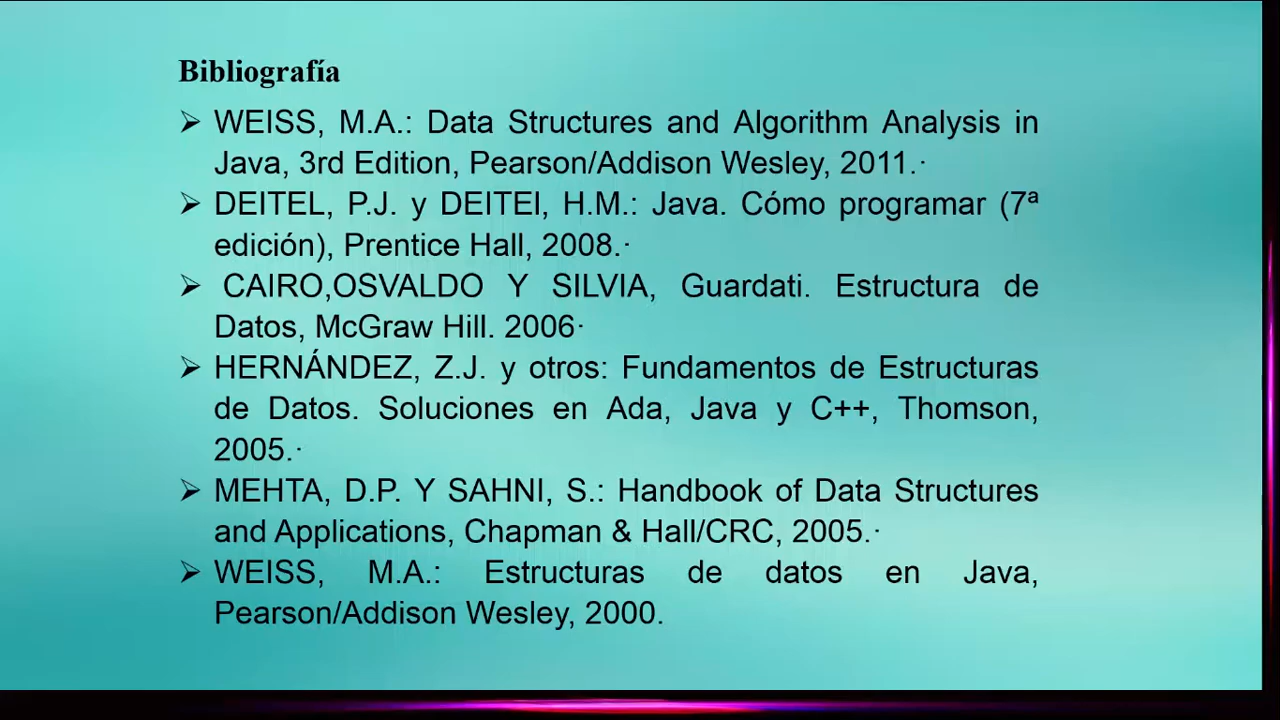 Bibliografía
➢ WEISS, M.A.: Data Structures and Algorithm Analysis in
Java, 3rd Edition, Pearson/Addison Wesley, 2011.·
➢ DEITEL, P.J. y DEITEl, H.M.: Java. Cómo programar (7ª
edición), Prentice Hall, 2008.·
➢ CAIRO,OSVALDO Y SILVIA, Guardati. Estructura de
Datos, McGraw Hill. 2006·
➢ HERNÁNDEZ, Z.J. y otros: Fundamentos de Estructuras
de Datos. Soluciones en Ada, Java y C++, Thomson,
2005.·
➢ MEHTA, D.P. Y SAHNI, S.: Handbook of Data Structures
and Applications, Chapman & Hall/CRC, 2005.·
➢ WEISS, M.A.: Estructuras de datos en Java,
Pearson/Addison Wesley, 2000.